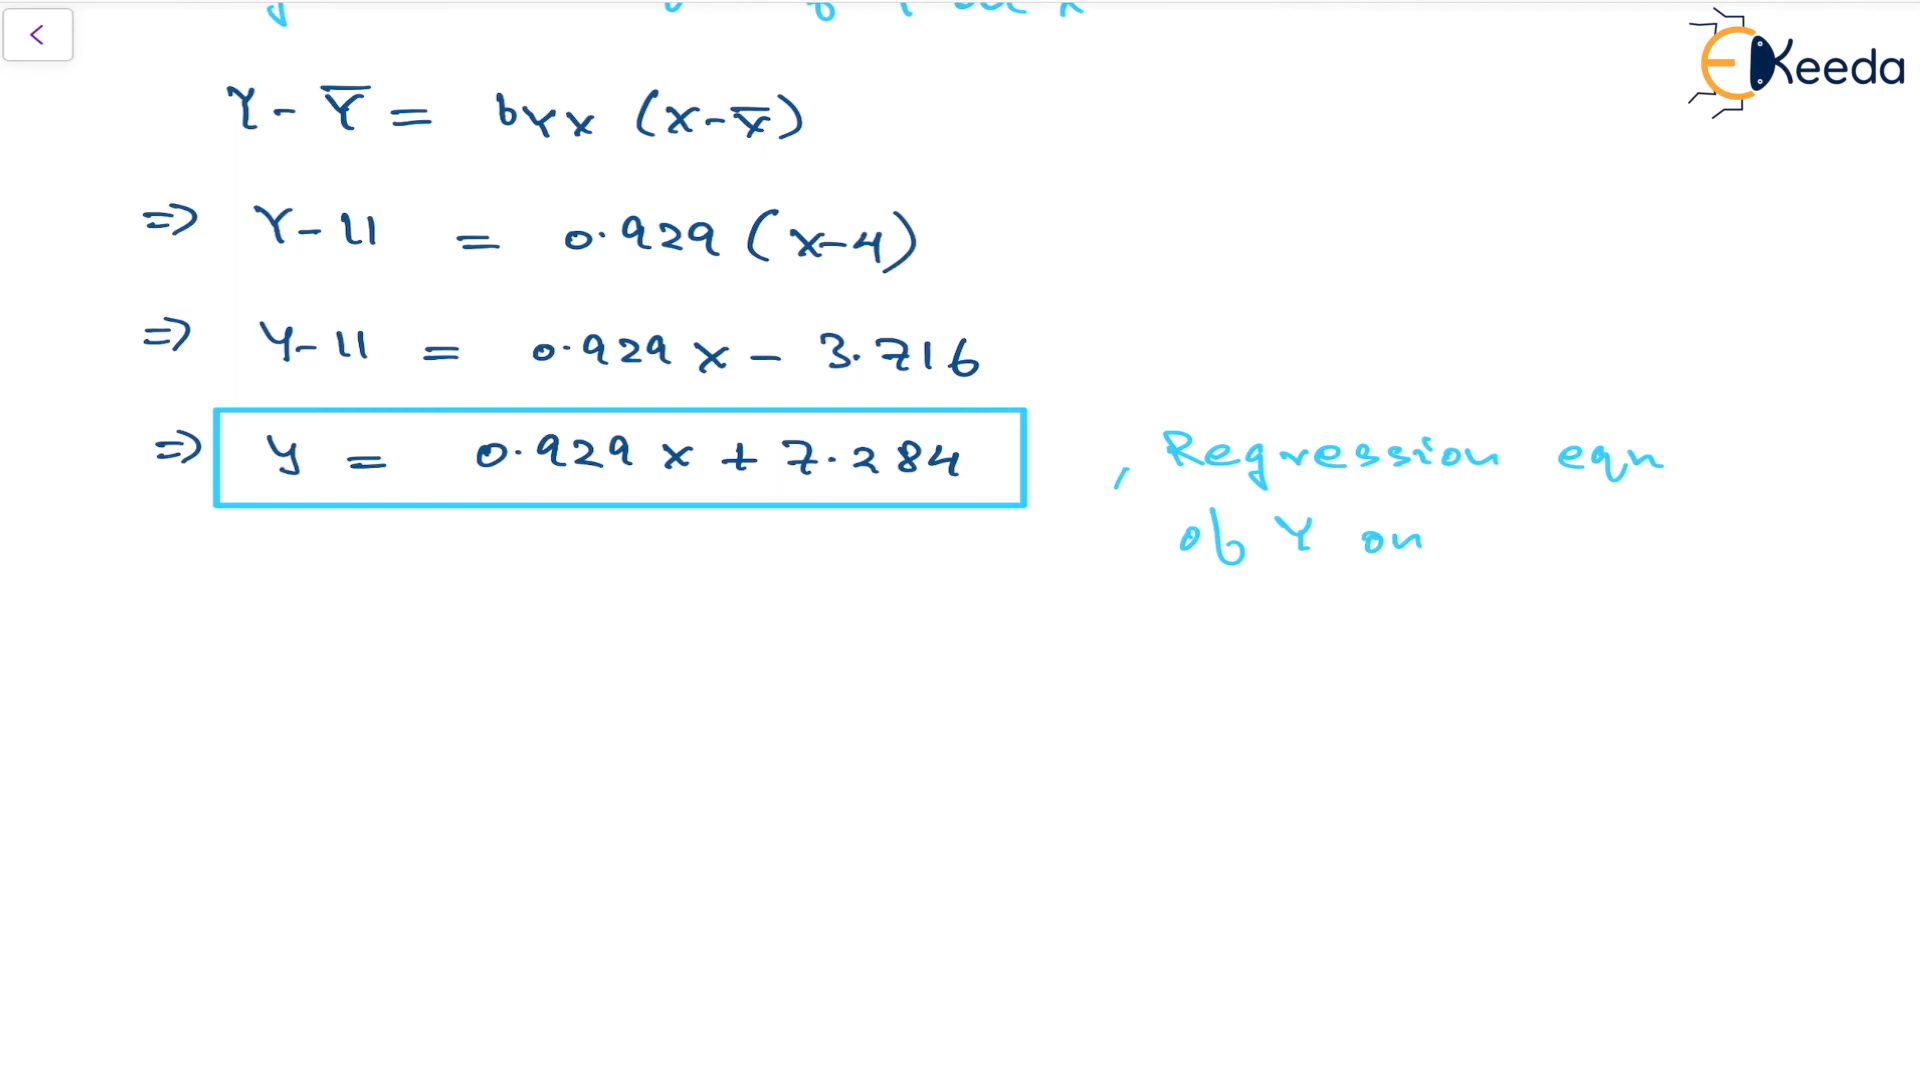 EKeeda
Y - Y̅ = bYX (X - X̅)
=> Y - 11 = 0.929 (X - 4)
=> Y - 11 = 0.929 X - 3.716
=> Y = 0.929 X + 7.284 , Regression eqn
of Y on